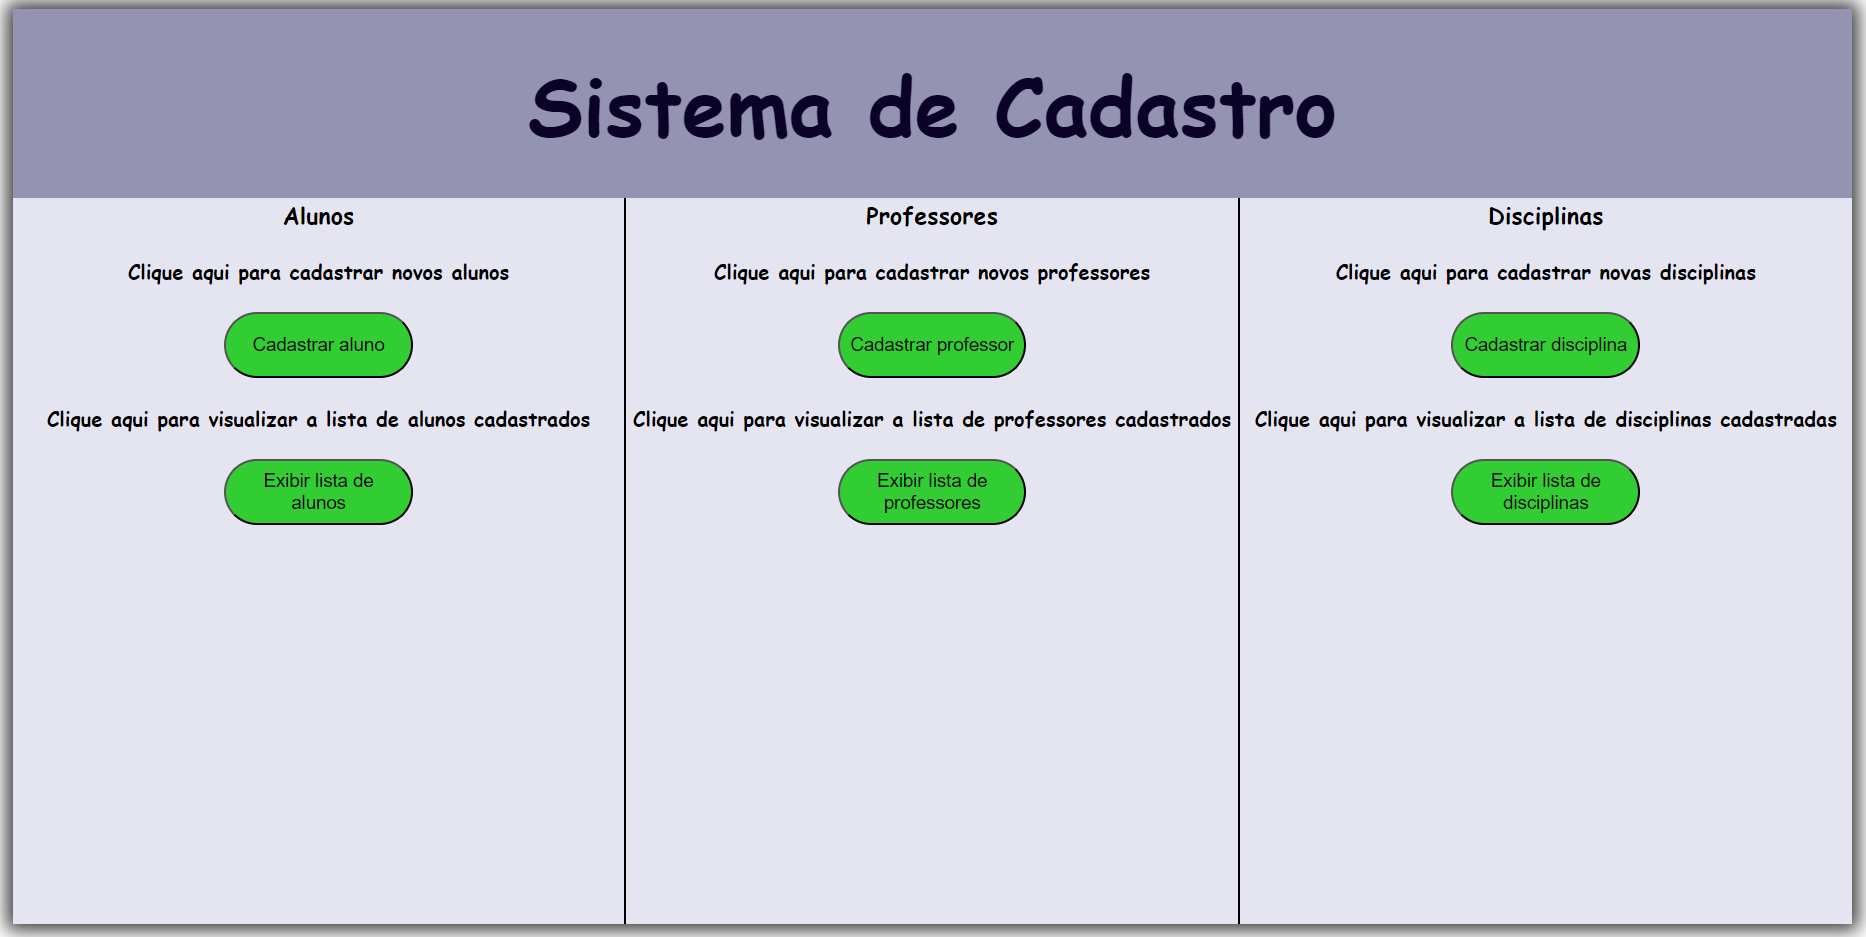 Sistema de Cadastro
Alunos
Clique aqui para cadastrar novos alunos
Cadastrar aluno
Clique aqui para visualizar a lista de alunos cadastrados
Exibir lista de
alunos
Professores
Clique aqui para cadastrar novos professores
Cadastrar professor
Clique aqui para visualizar a lista de professores cadastrados
Exibir lista de
professores
Disciplinas
Clique aqui para cadastrar novas disciplinas
Cadastrar disciplina
Clique aqui para visualizar a lista de disciplinas cadastradas
Exibir lista de
disciplinas